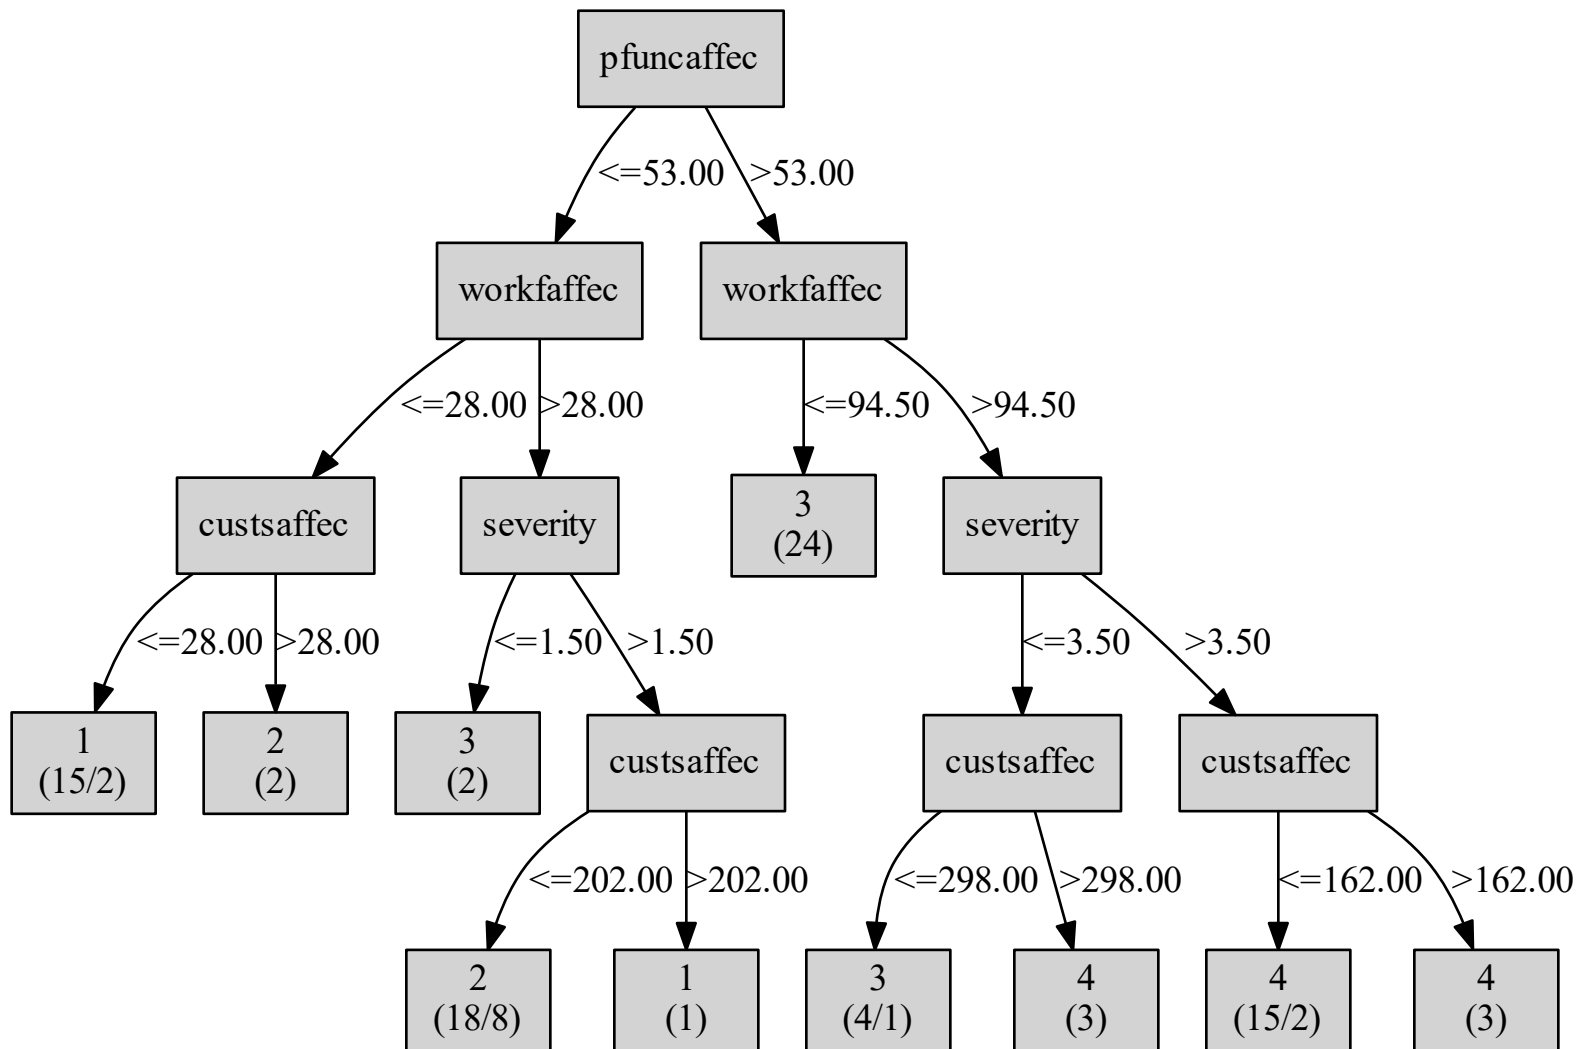 pfuncaffec
<=53.00 >53.00
workfaffec workfaffec
<=28.00 >28.00 <=94.50 >94.50
custsaffec severity 3 severity
(24)
<=28.00 >28.00 <=1.50 >1.50 <=3.50 >3.50
1 2 3 custsaffec custsaffec custsaffec
(15/2) (2) (2)
<=202.00 >202.00 <=298.00 >298.00 <=162.00 >162.00
2 1 3 4 4 4
(18/8) (1) (4/1) (3) (15/2) (3)